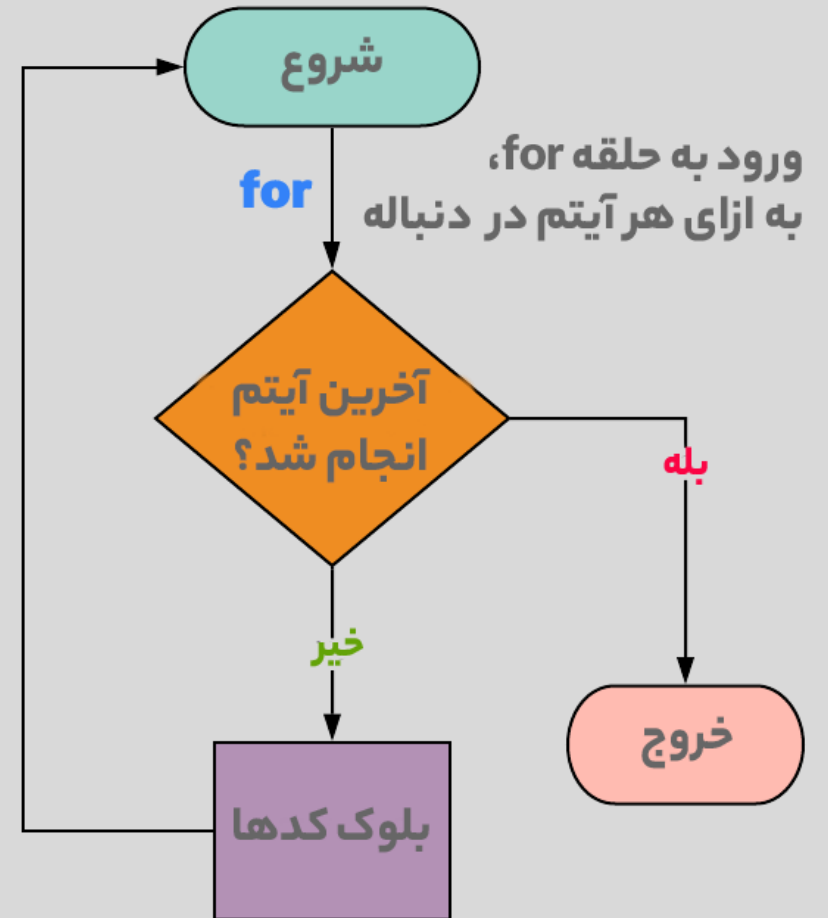 شروع
for
ورود به حلقه for،
به ازای هر آیتم در دنباله
آخرین آیتم
انجام شد؟
بله
خیر
خروج
بلوک کدها